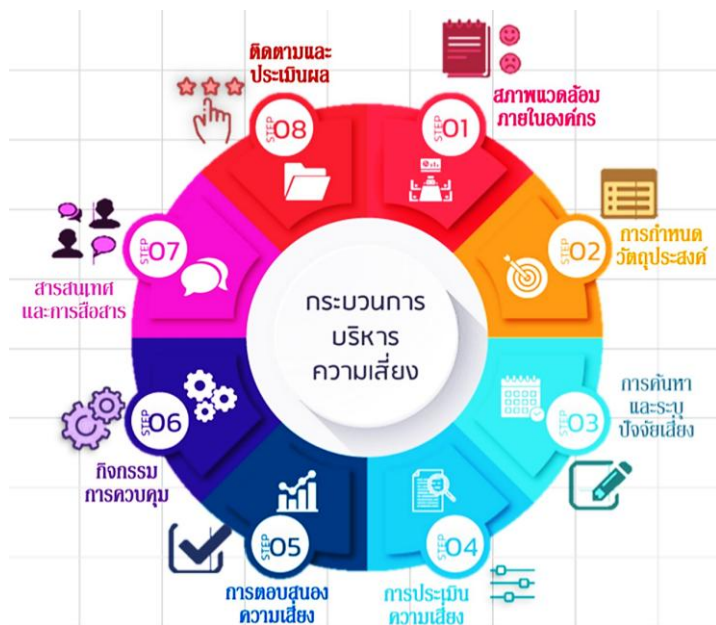 กระบวนการ
บริหาร
ความเสี่ยง
STEP 01
สภาพแวดล้อม
ภายในองค์กร
STEP 02
การกำหนด
วัตถุประสงค์
STEP 03
การค้นหา
และระบุ
ปัจจัยเสี่ยง
STEP 04
การประเมิน
ความเสี่ยง
STEP 05
การตอบสนอง
ความเสี่ยง
STEP 06
กิจกรรม
การควบคุม
STEP 07
สารสนเทศ
และการสื่อสาร
STEP 08
ติดตามและ
ประเมินผล